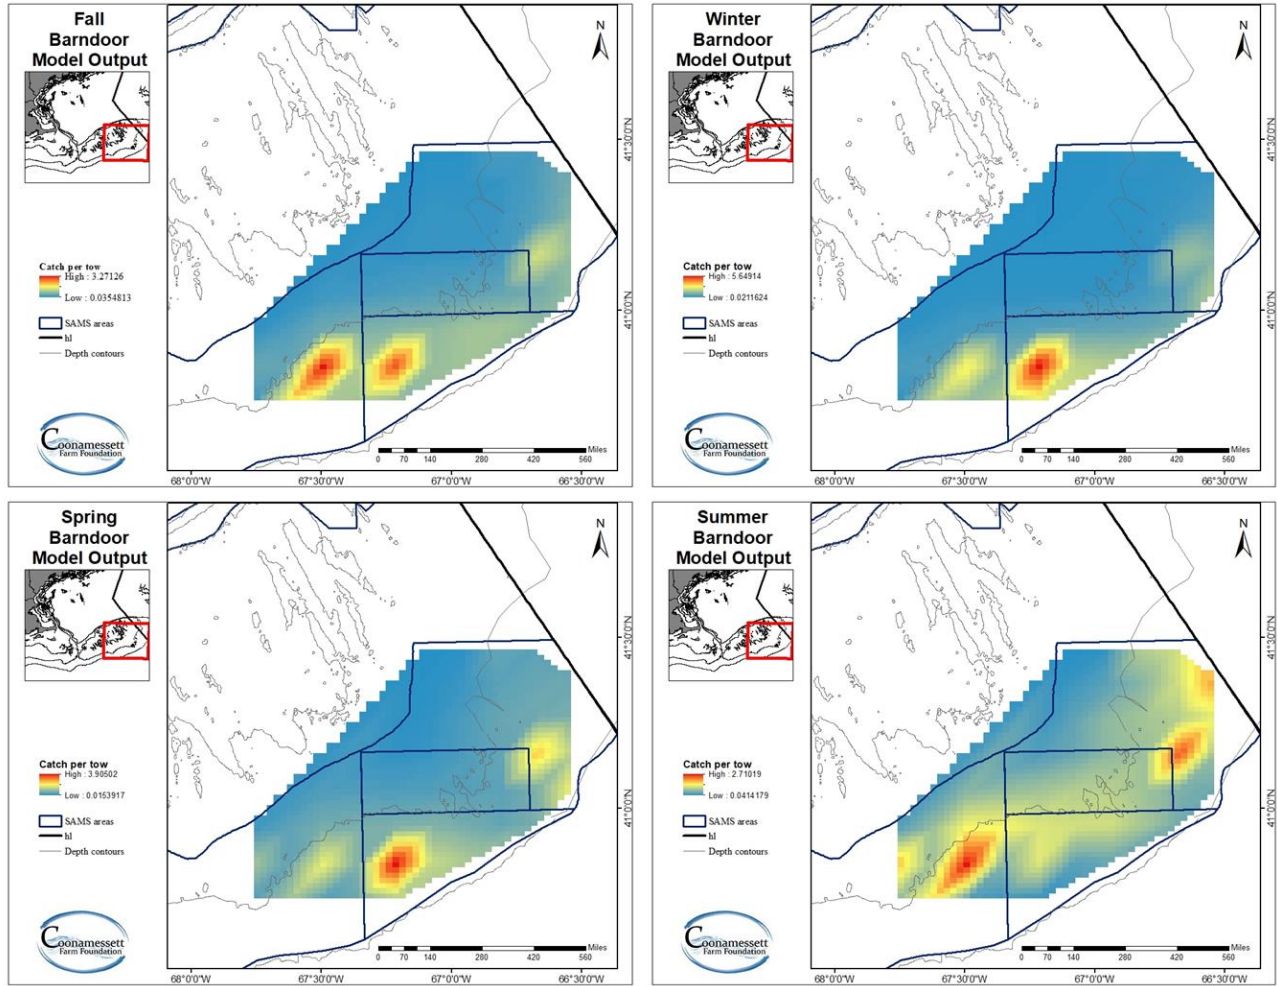 Fall
Barndoor
Model Output
N
41°30'0"N
41°0'0"N
Catch per tow
High : 3.27126
Low : 0.0354813
SAMS areas
hl
Depth contours
Coonamessett
Farm Foundation
Miles
0 70 140 280 420 560
68°0'0"W 67°30'0"W 67°0'0"W 66°30'0"W
Winter
Barndoor
Model Output
N
41°30'0"N
41°0'0"N
Catch per tow
High : 5.64914
Low : 0.0211624
SAMS areas
hl
Depth contours
Coonamessett
Farm Foundation
Miles
0 70 140 280 420 560
68°0'0"W 67°30'0"W 67°0'0"W 66°30'0"W
Spring
Barndoor
Model Output
N
41°30'0"N
41°0'0"N
Catch per tow
High : 3.90502
Low : 0.0153917
SAMS areas
hl
Depth contours
Coonamessett
Farm Foundation
Miles
0 70 140 280 420 560
68°0'0"W 67°30'0"W 67°0'0"W 66°30'0"W
Summer
Barndoor
Model Output
N
41°30'0"N
41°0'0"N
Catch per tow
High : 2.71019
Low : 0.0414179
SAMS areas
hl
Depth contours
Coonamessett
Farm Foundation
Miles
0 70 140 280 420 560
68°0'0"W 67°30'0"W 67°0'0"W 66°30'0"W